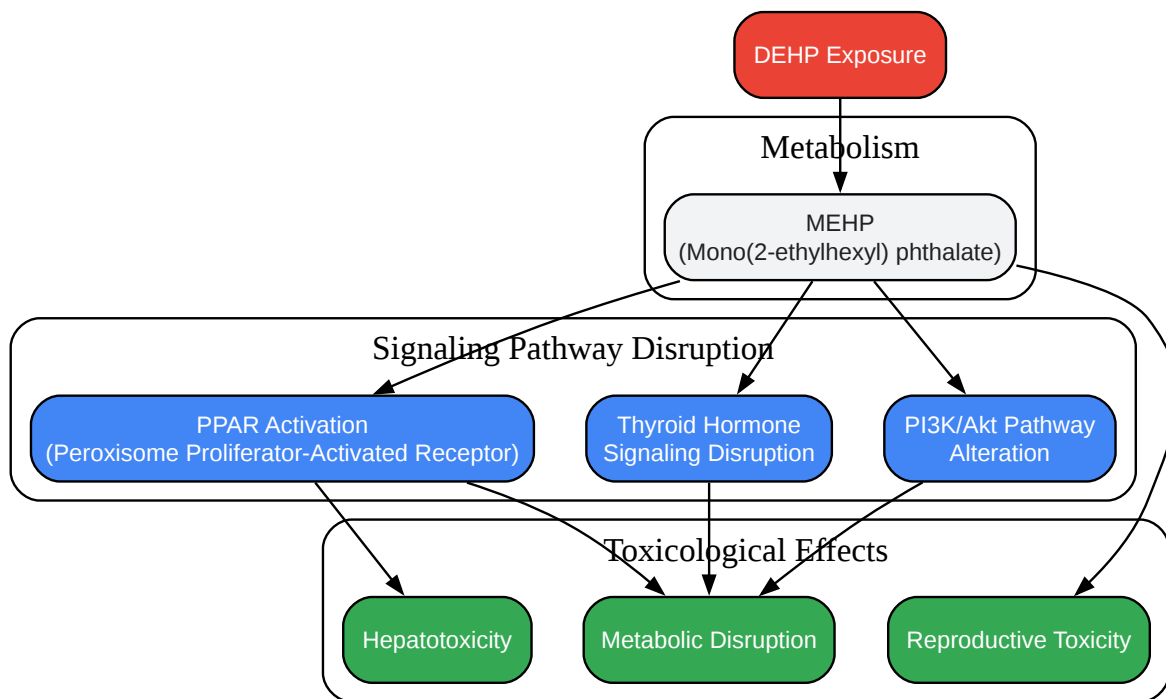 DEHP Exposure
Metabolism
MEHP
(Mono(2-ethylhexyl) phthalate)
Signaling Pathway Disruption
PPAR Activation
(Peroxisome Proliferator-Activated Receptor)
Thyroid Hormone
Signaling Disruption
PI3K/Akt Pathway
Alteration
Toxicological Effects
Hepatotoxicity
Metabolic Disruption
Reproductive Toxicity